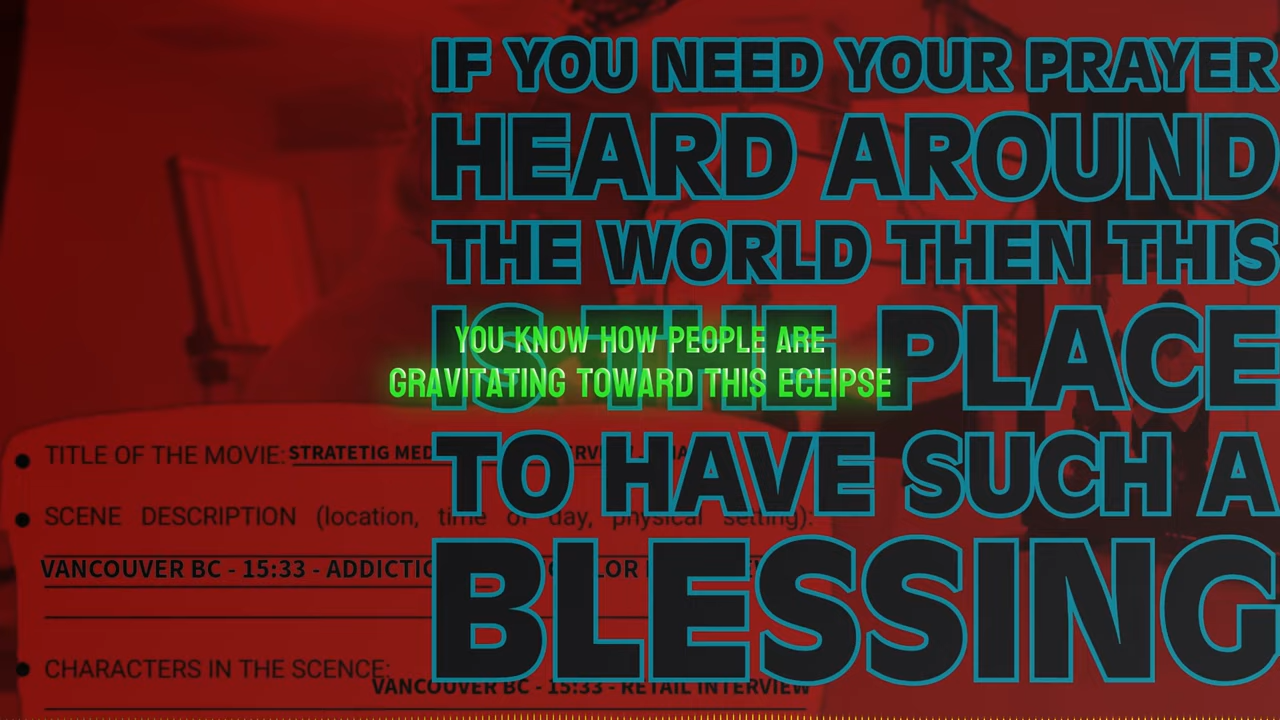 IF YOU NEED YOUR PRAYER
HEARD AROUND
THE WORLD THEN THIS
IS THE PLACE
YOU KNOW HOW PEOPLE ARE
GRAVITATING TOWARD THIS ECLIPSE
TO HAVE SUCH A
BLESSING
TITLE OF THE MOVIE: STRATETIG
SCENE DESCRIPTION (location, time of day, physical setting):
VANCOUVER BC - 15:33 -
CHARACTERS IN THE SCENCE:
VANCOUVER BC - 15:33 - RETAIL INTERVIEW